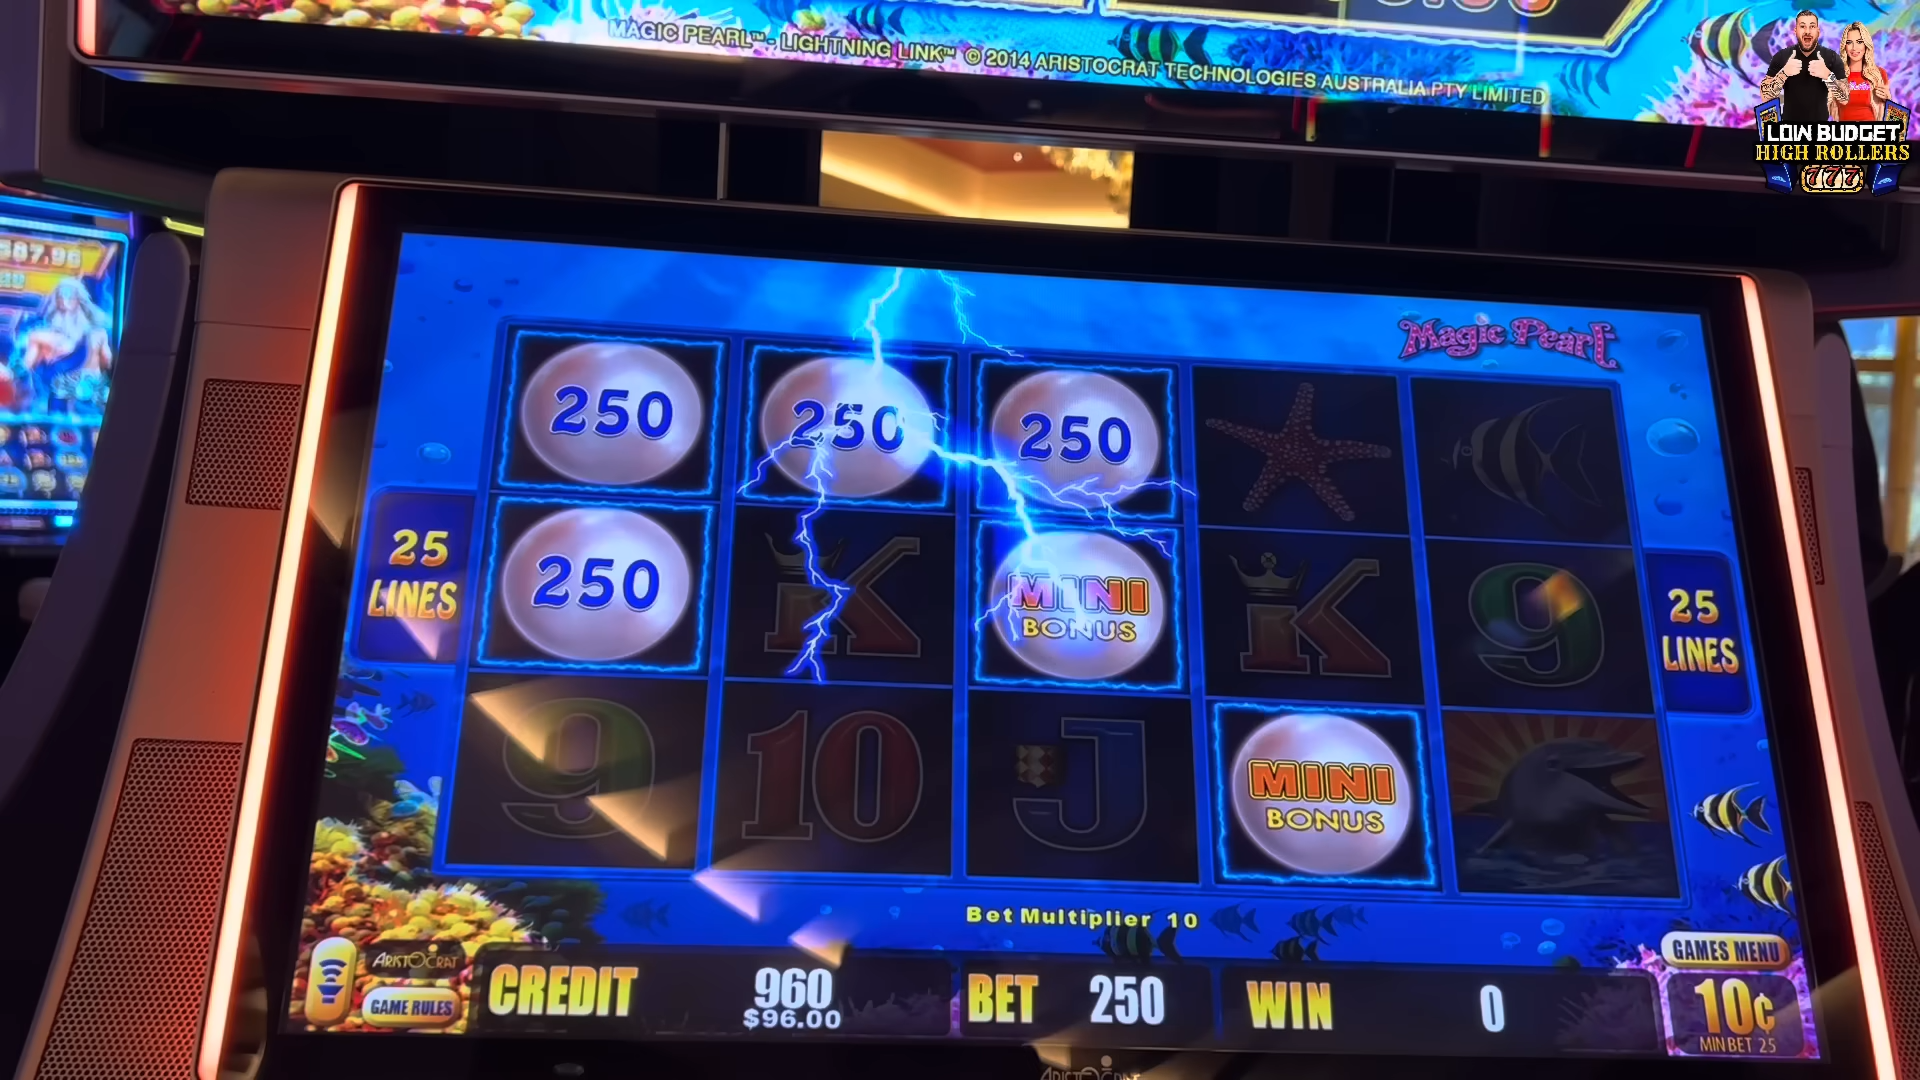 MAGIC PEARL™ - LIGHTNING LINK™ © 2014 ARISTOCRAT TECHNOLOGIES AUSTRALIA PTY LIMITED
LOW BUDGET
HIGH ROLLERS
777
Magic Pearl
250 250 250
25
LINES
250
MINI
BONUS
9
25
LINES
K
K
9
10
J
MINI
BONUS
Bet Multiplier 10
ARISTOCRAT
GAME RULES
CREDIT 960
$96.00
BET 250
WIN 0
GAMES MENU
10¢
MIN BET 25